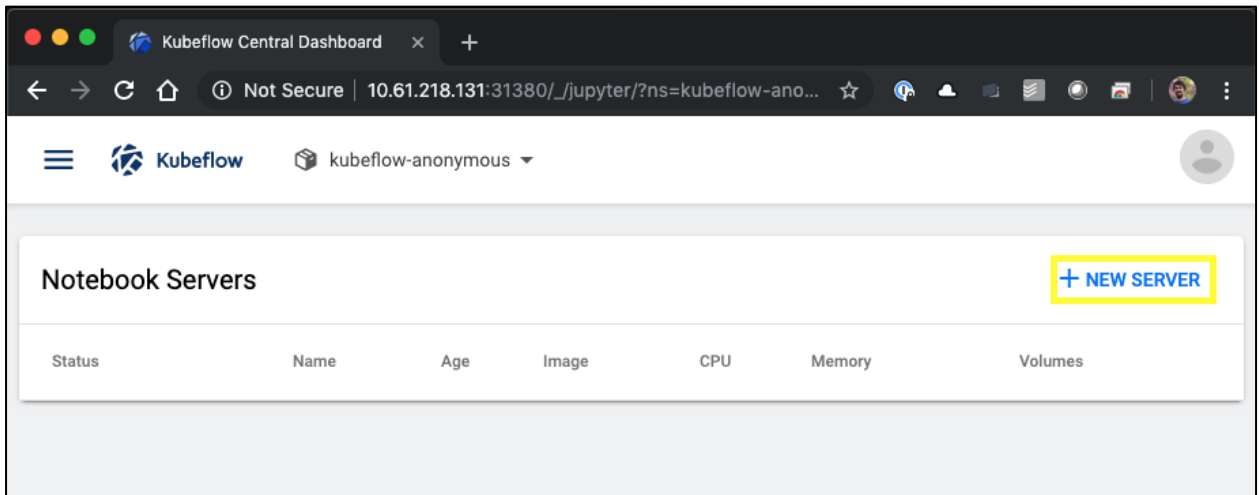 Kubeflow Central Dashboard
Not Secure | 10.61.218.131:31380/_/jupyter/?ns=kubeflow-ano...
Kubeflow kubeflow-anonymous
Notebook Servers + NEW SERVER
Status Name Age Image CPU Memory Volumes